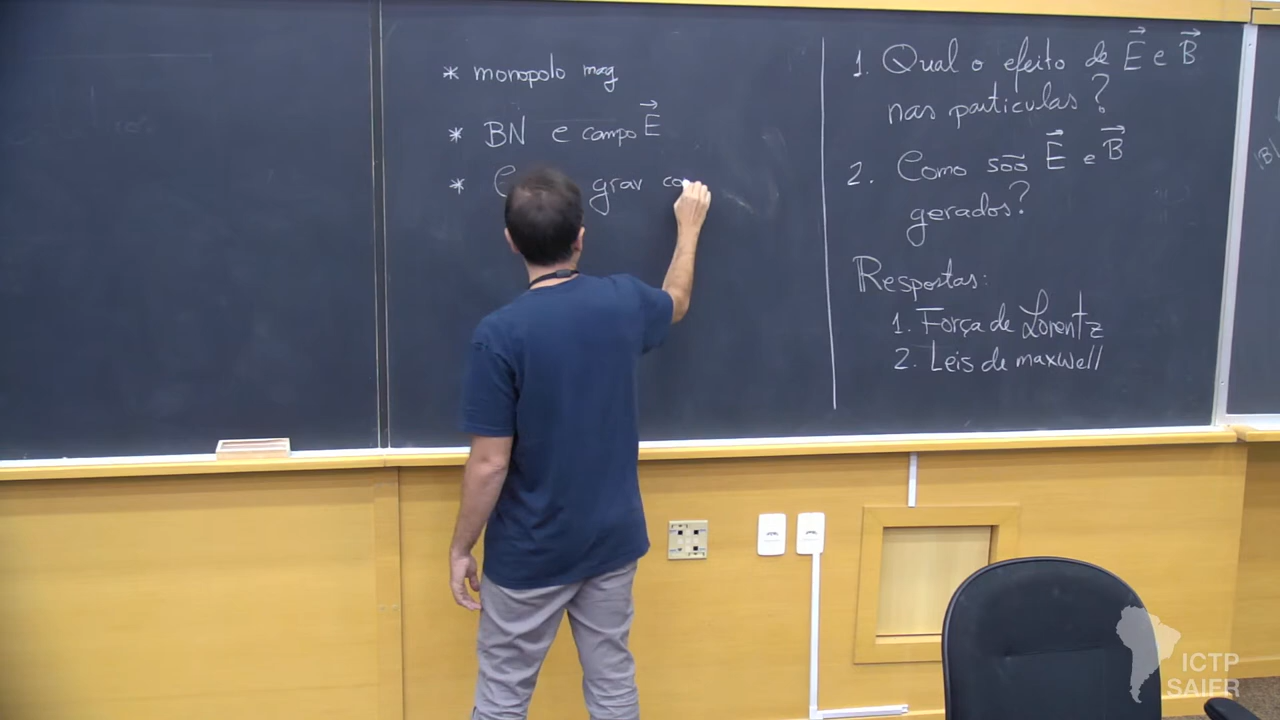 * monopolo mag
* BN e campo E⃗
* grav
1. Qual o efeito de E⃗ e B⃗
nas particulas?
2. Como são E⃗ e B⃗
gerados?
Respostas:
1. Força de Lorentz
2. Leis de maxwell
|B|
ICTP
SAIFR